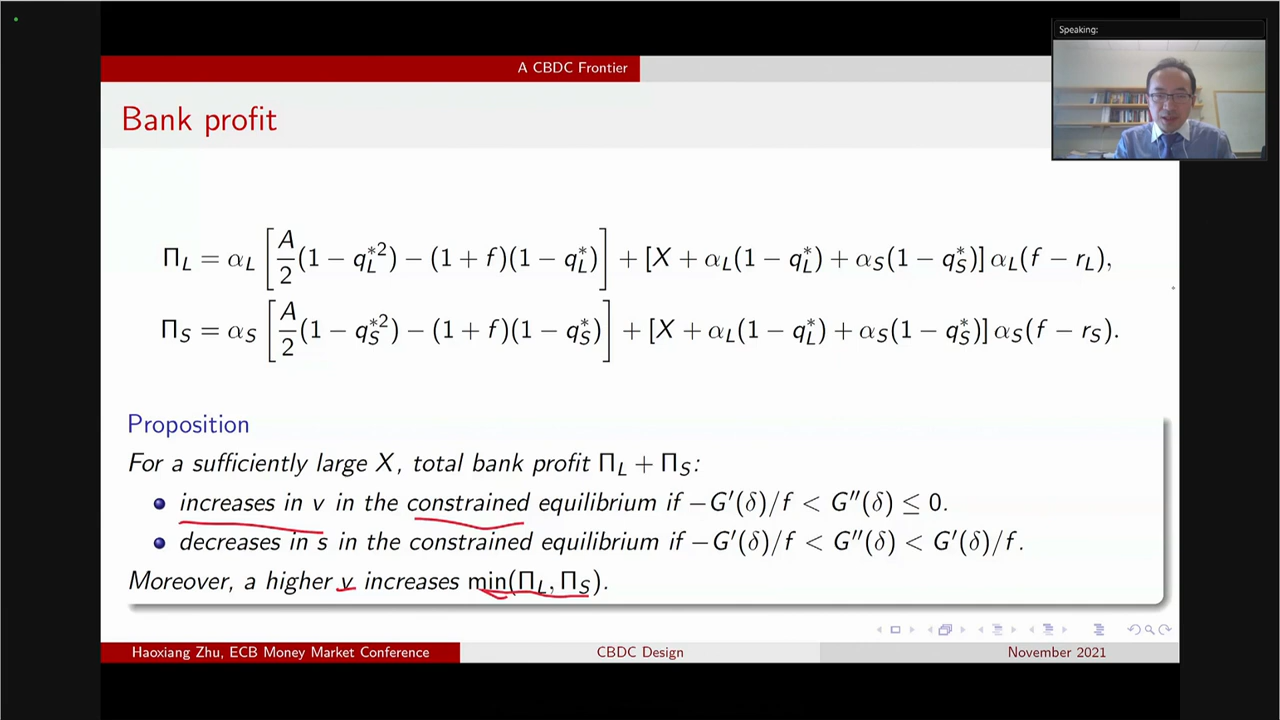 Speaking:
A CBDC Frontier
Bank profit
Π_L = α_L [A/2 (1 − q_L^{*2}) − (1 + f)(1 − q_L^*)] + [X + α_L(1 − q_L^*) + α_S(1 − q_S^*)] α_L(f − r_L),
Π_S = α_S [A/2 (1 − q_S^{*2}) − (1 + f)(1 − q_S^*)] + [X + α_L(1 − q_L^*) + α_S(1 − q_S^*)] α_S(f − r_S).
Proposition
For a sufficiently large X, total bank profit Π_L + Π_S:
increases in v in the constrained equilibrium if −G′(δ)/f < G″(δ) ≤ 0.
decreases in s in the constrained equilibrium if −G′(δ)/f < G″(δ) < G′(δ)/f.
Moreover, a higher v increases min(Π_L, Π_S).
Haoxiang Zhu, ECB Money Market Conference
CBDC Design
November 2021